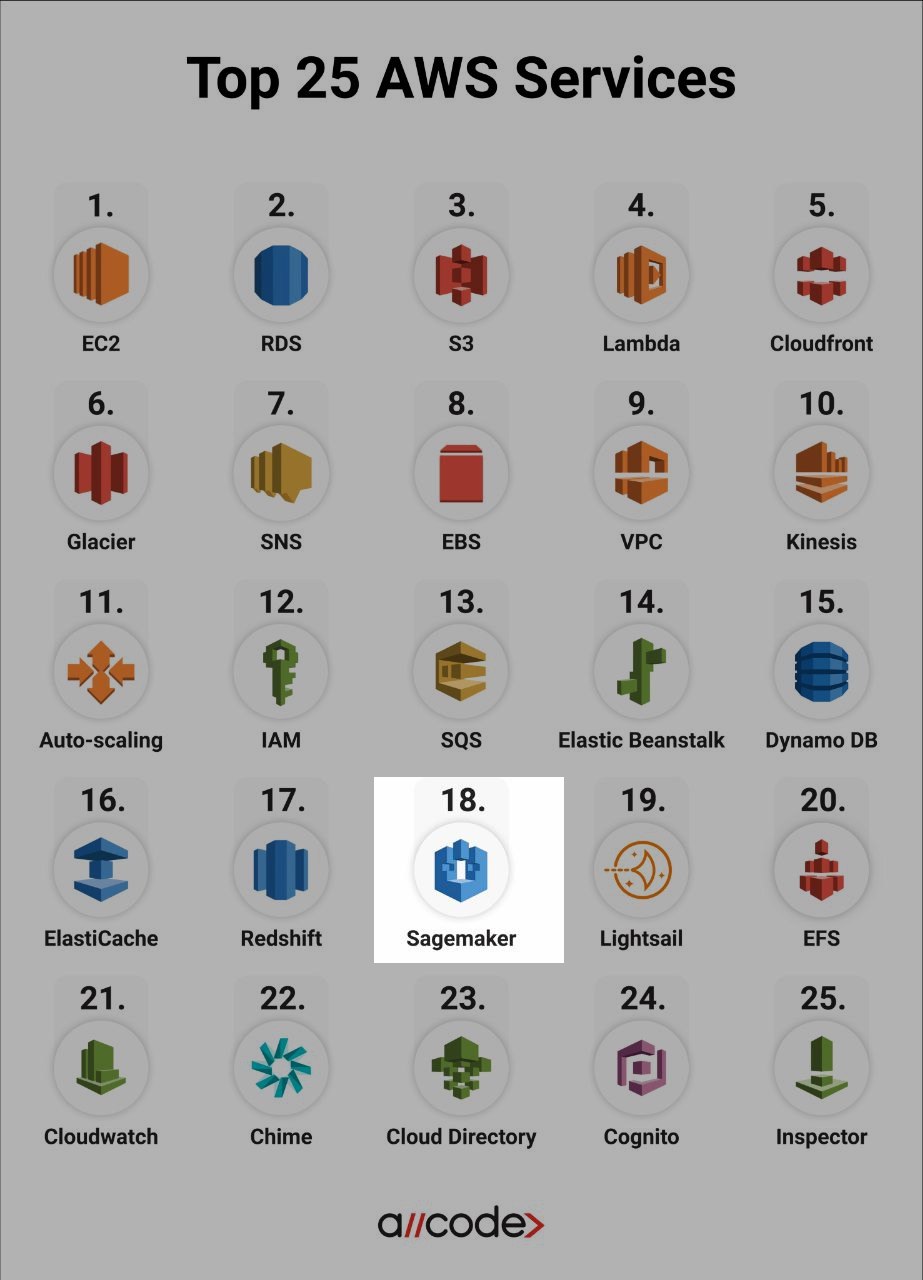 Top 25 AWS Services
1. 2. 3. 4. 5.
EC2 RDS S3 Lambda Cloudfront
6. 7. 8. 9. 10.
Glacier SNS EBS VPC Kinesis
11. 12. 13. 14. 15.
Auto-scaling IAM SQS Elastic Beanstalk Dynamo DB
16. 17. 18. 19. 20.
ElastiCache Redshift Sagemaker Lightsail EFS
21. 22. 23. 24. 25.
Cloudwatch Chime Cloud Directory Cognito Inspector
a//code>